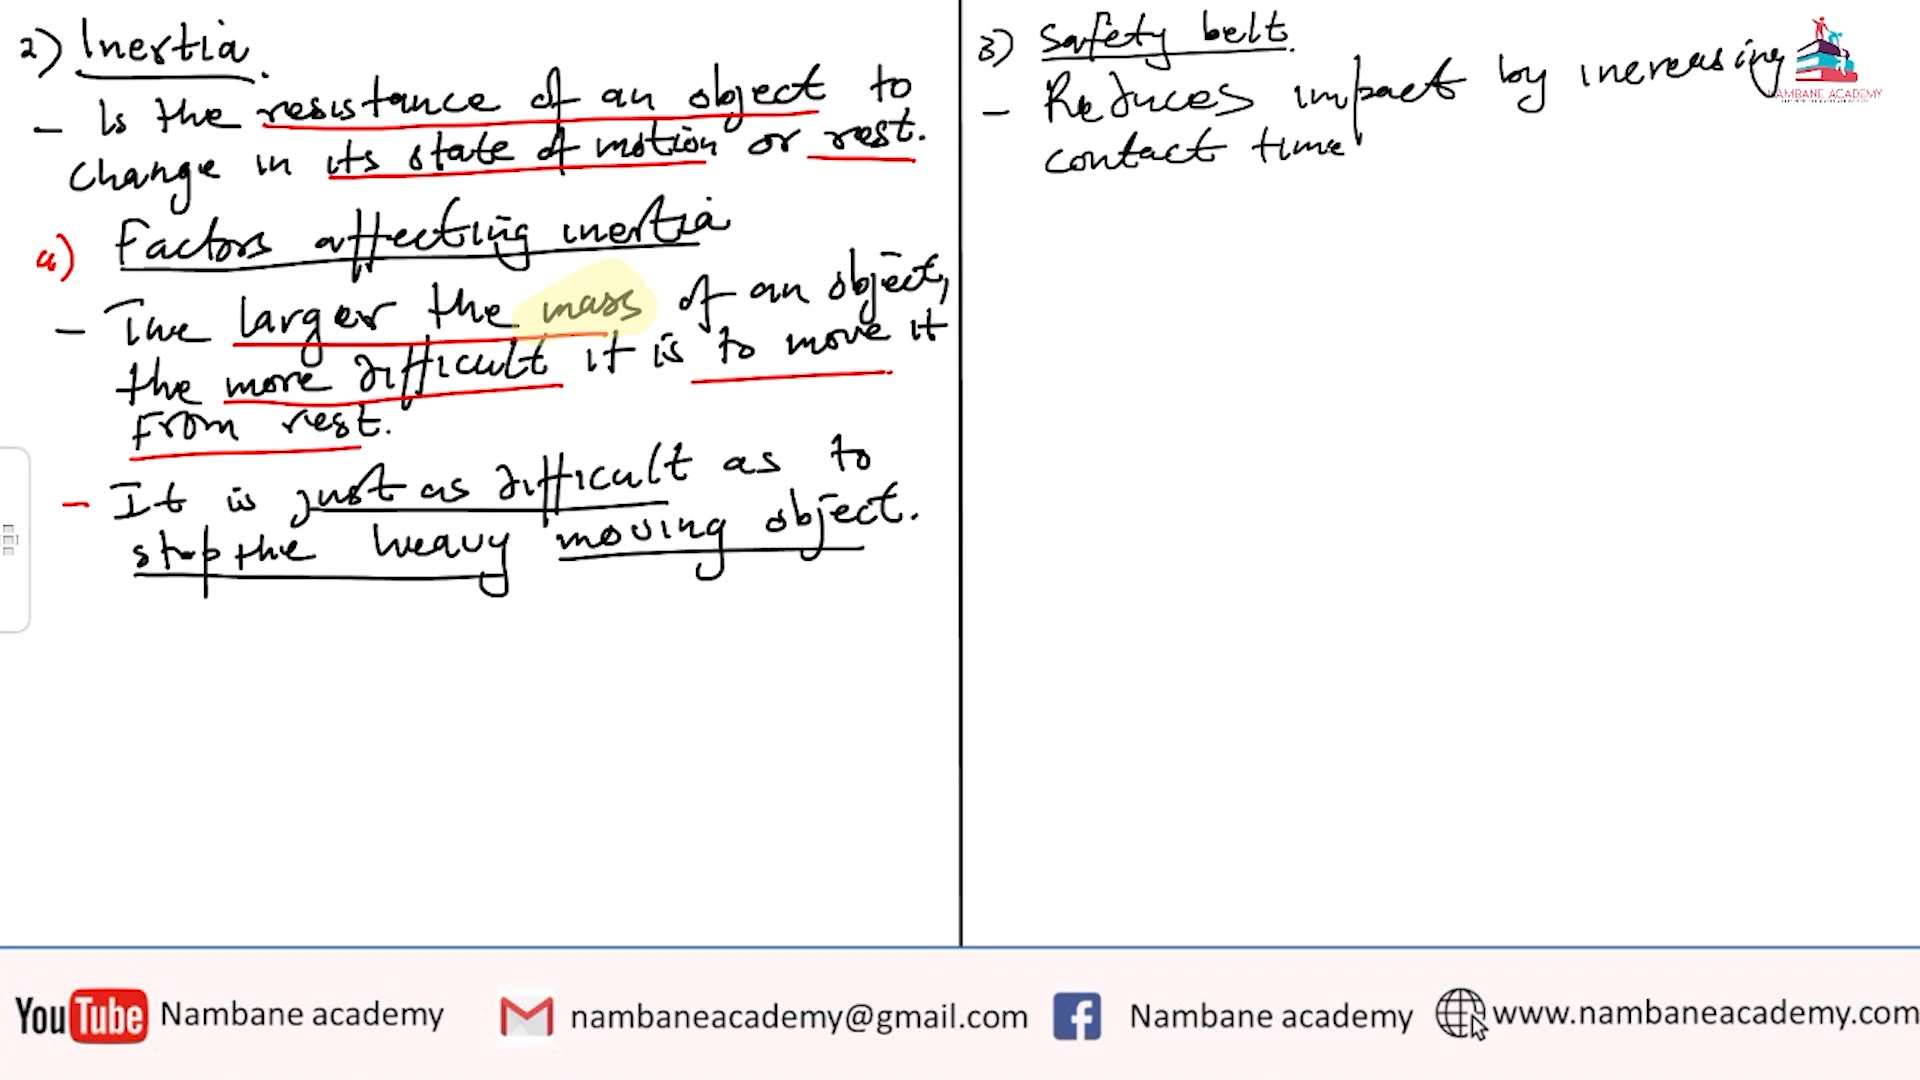 2) Inertia.
- Is the resistance of an object to
change in its state of motion or rest.
a) Factors affecting inertia
- The larger the mass of an object,
the more difficult it is to move it
from rest.
- It is just as difficult as to
stop the heavy moving object.
3) Safety belt.
- Reduces impact by increasing
contact time
NAMBANE ACADEMY
YouTube Nambane academy
nambaneacademy@gmail.com
f Nambane academy
www.nambaneacademy.com